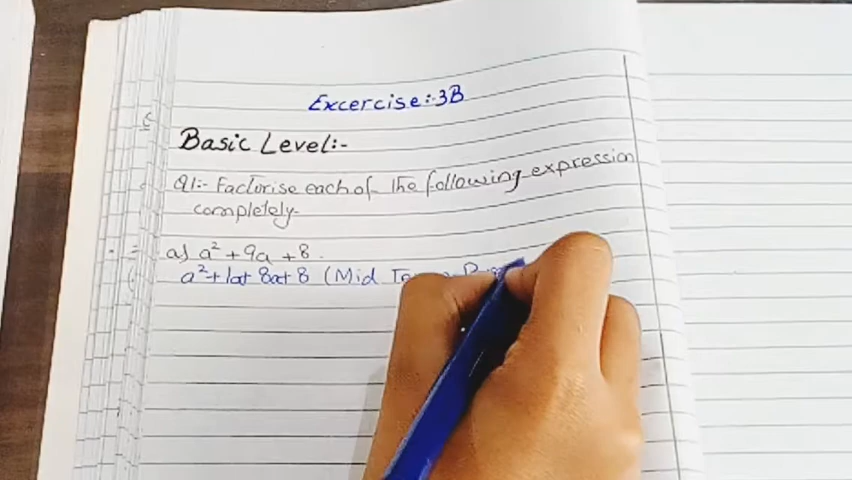 Excercise:-3B
Basic Level:-
Q1:- Factorise each of the following expression
completely.
a) a² + 9a + 8.
a² + 1a + 8a + 8 (Mid